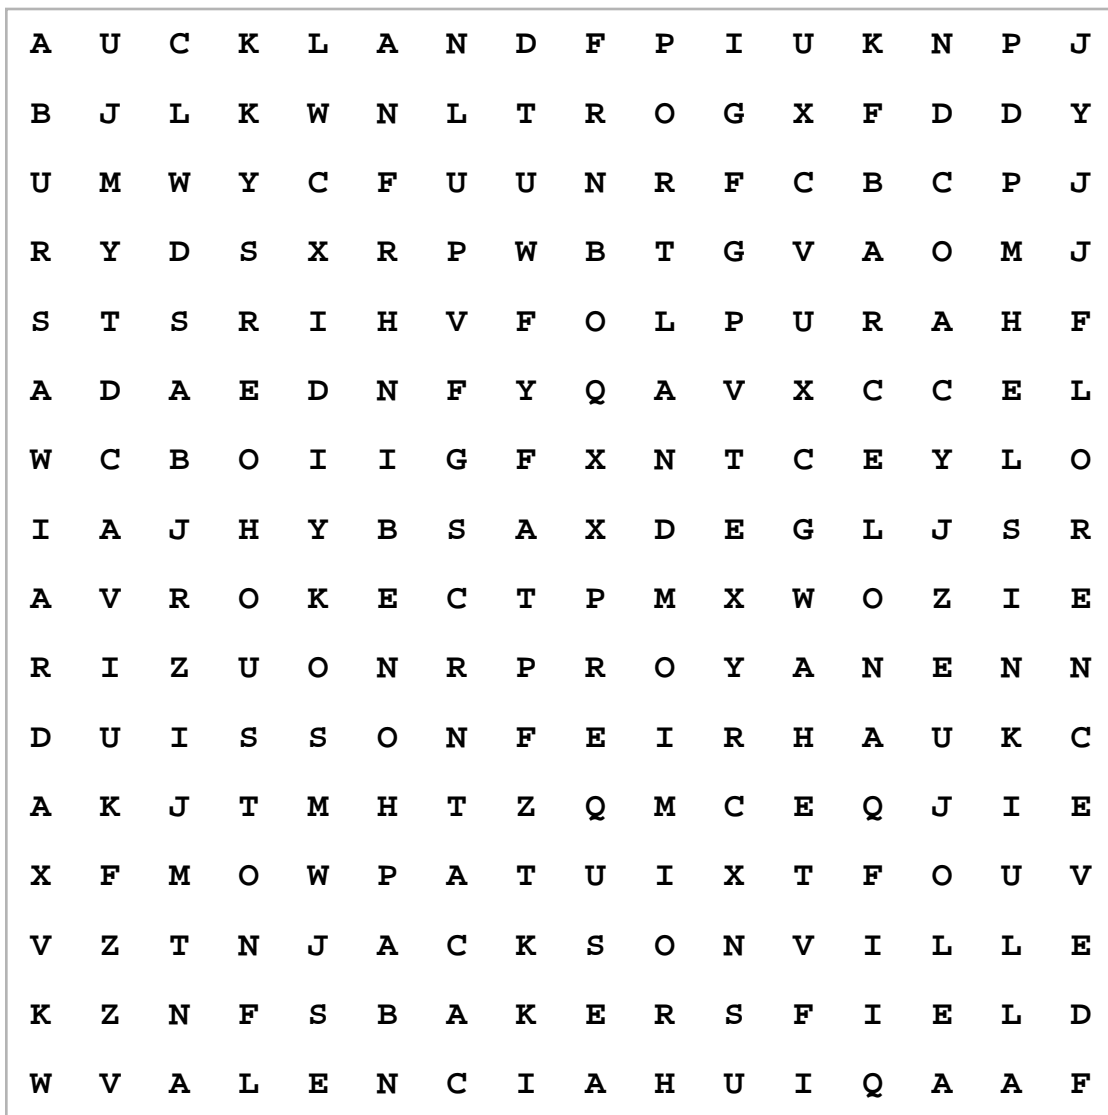 A U C K L A N D F P I U K N P J
B J L K W N L T R O G X F D D Y
U M W Y C F U U N R F C B C P J
R Y D S X R P W B T G V A O M J
S T S R I H V F O L P U R A H F
A D A E D N F Y Q A V X C C E L
W C B O I I G F X N T C E Y L O
I A J H Y B S A X D E G L J S R
A V R O K E C T P M X W O Z I E
R I Z U O N R P R O Y A N E N N
D U I S S O N F E I R H A U K C
A K J T M H T Z Q M C E Q J I E
X F M O W P A T U I X T F O U V
V Z T N J A C K S O N V I L L E
K Z N F S B A K E R S F I E L D
W V A L E N C I A H U I Q A A F